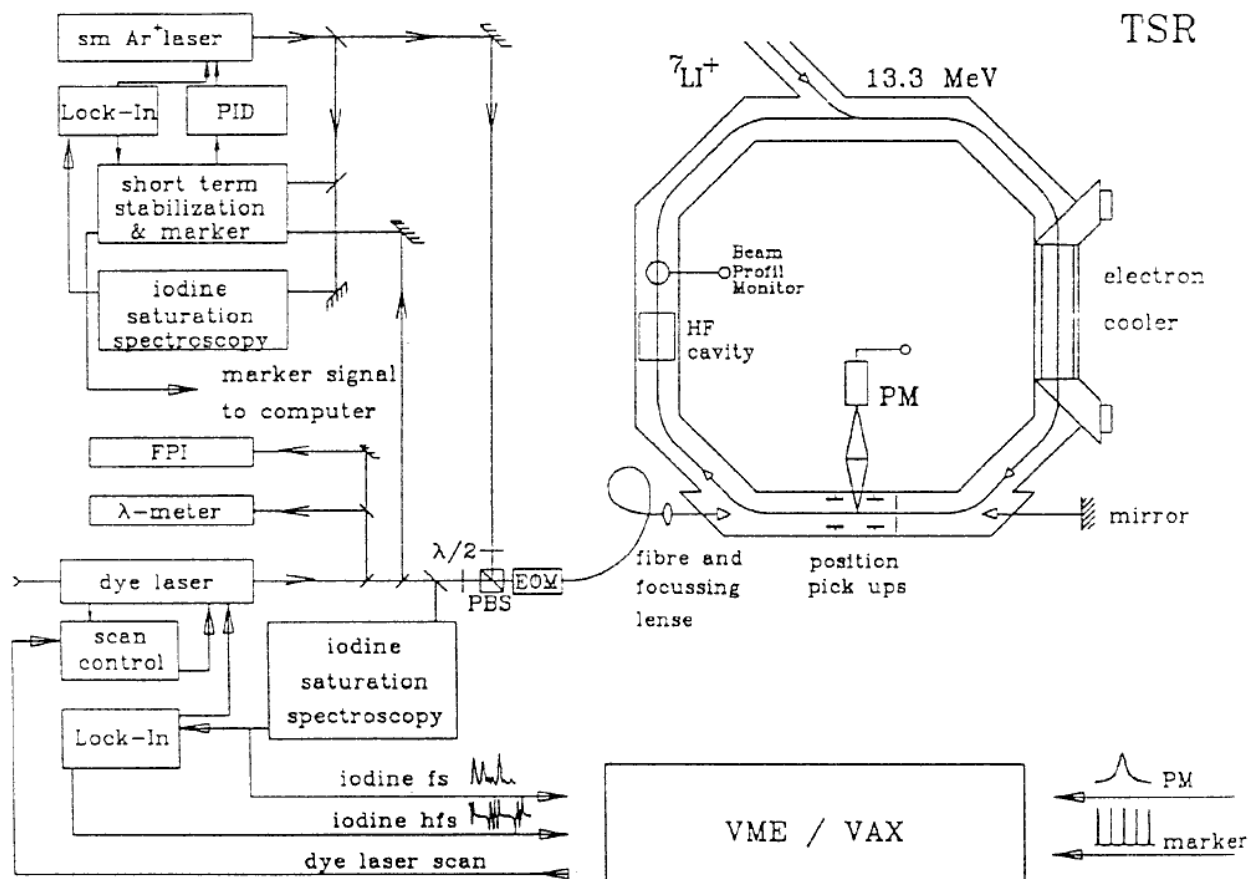 TSR
sm Ar⁺laser
Lock-In
PID
short term
stabilization
& marker
iodine
saturation
spectroscopy
marker signal
to computer
FPI
λ-meter
dye laser
scan
control
Lock-In
iodine
saturation
spectroscopy
λ/2
PBS
EOM
fibre and
focussing
lense
⁷LI⁺
13.3 MeV
Beam
Profil
Monitor
HF
cavity
PM
electron
cooler
position
pick ups
mirror
iodine fs
iodine hfs
dye laser scan
VME / VAX
PM
marker